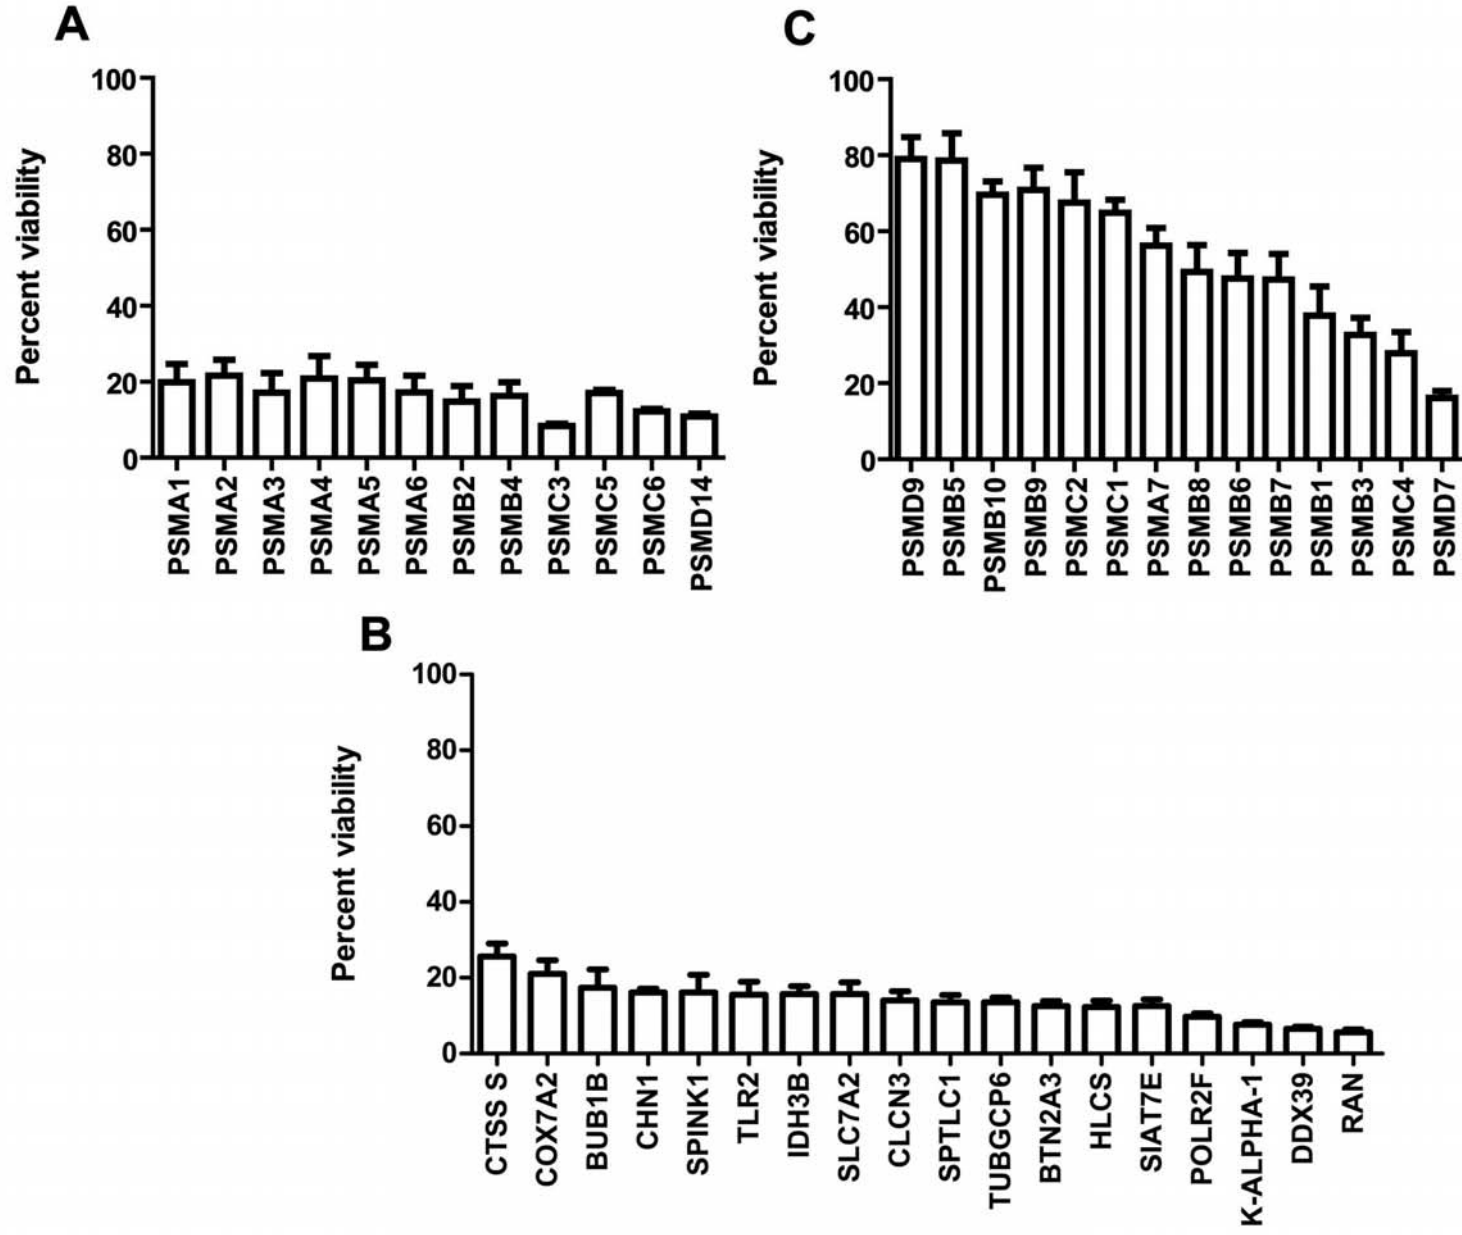 A
Percent viability
100
80
60
40
20
0
PSMA1
PSMA2
PSMA3
PSMA4
PSMA5
PSMA6
PSMB2
PSMB4
PSMC3
PSMC5
PSMC6
PSMD14
C
Percent viability
100
80
60
40
20
0
PSMD9
PSMB5
PSMB10
PSMB9
PSMC2
PSMC1
PSMA7
PSMB8
PSMB6
PSMB7
PSMB1
PSMB3
PSMC4
PSMD7
B
Percent viability
100
80
60
40
20
0
CTSS S
COX7A2
BUB1B
CHN1
SPINK1
TLR2
IDH3B
SLC7A2
CLCN3
SPTLC1
TUBGCP6
BTN2A3
HLCS
SIAT7E
POLR2F
K-ALPHA-1
DDX39
RAN